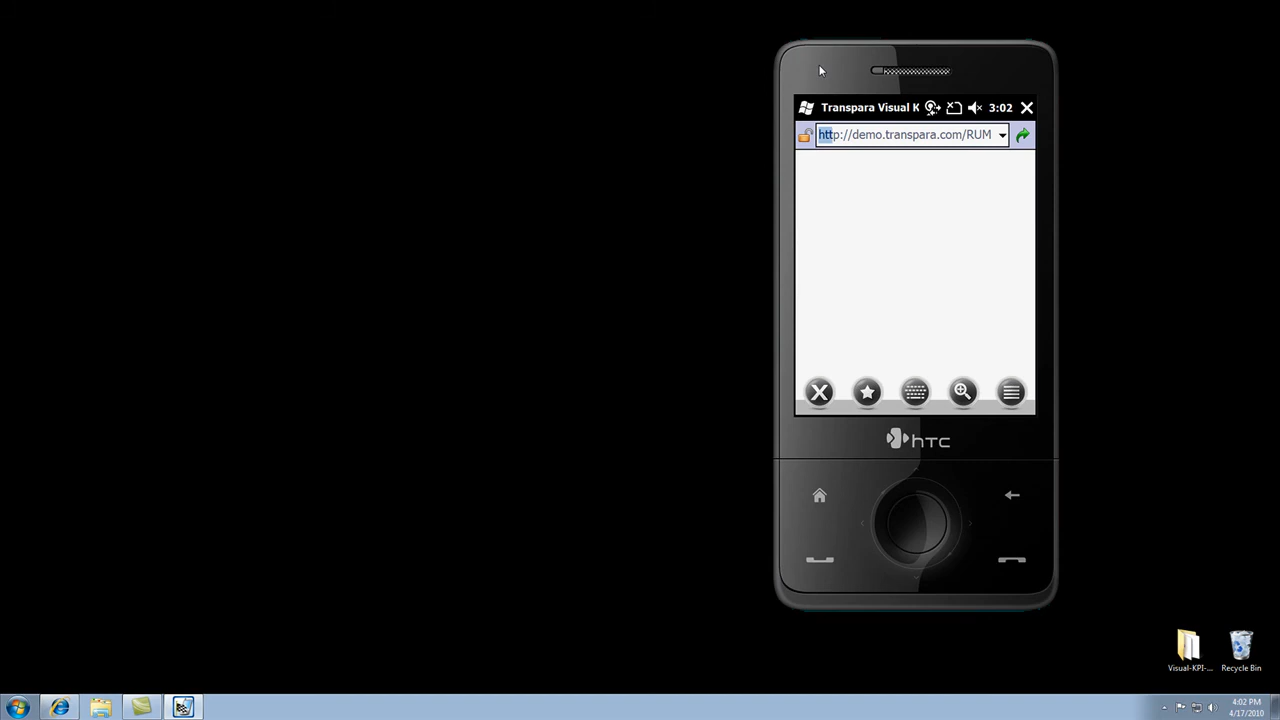 Transpara Visual K
3:02
http://demo.transpara.com/RUM
hTC
Visual-KPI-...
Recycle Bin
4:02 PM
4/17/2010